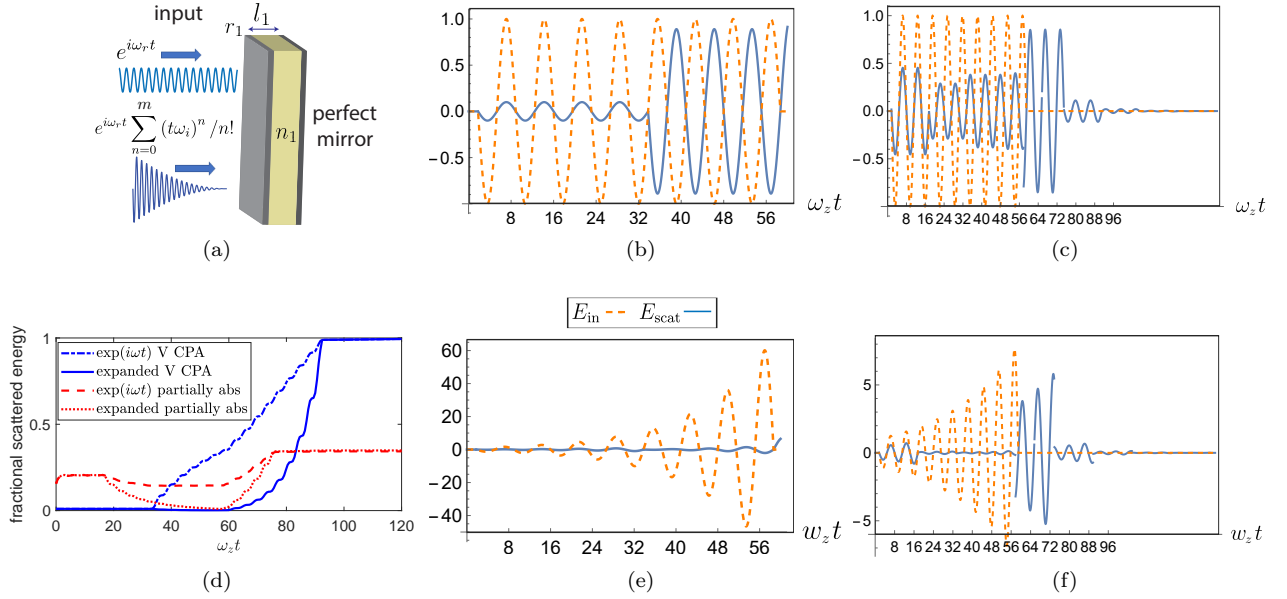 input
r₁
l₁
e^{iω_r t}
e^{iω_r t} \sum_{n=0}^{m} (tω_i)^n / n!
n₁
perfect
mirror
(a)
1.0
0.5
0.0
−0.5
8 16 24 32 40 48 56
ω_z t
(b)
1.0
0.5
0.0
−0.5
8 16 24 32 40 48 56 64 72 80 88 96
ω_z t
(c)
fractional scattered energy
1
0.5
0
exp(iωt) V CPA
expanded V CPA
exp(iωt) partially abs
expanded partially abs
0 20 40 60 80 100 120
ω_z t
(d)
E_in E_scat
60
40
20
0
−20
−40
8 16 24 32 40 48 56
w_z t
(e)
5
0
−5
8 16 24 32 40 48 56 64 72 80 88 96
w_z t
(f)